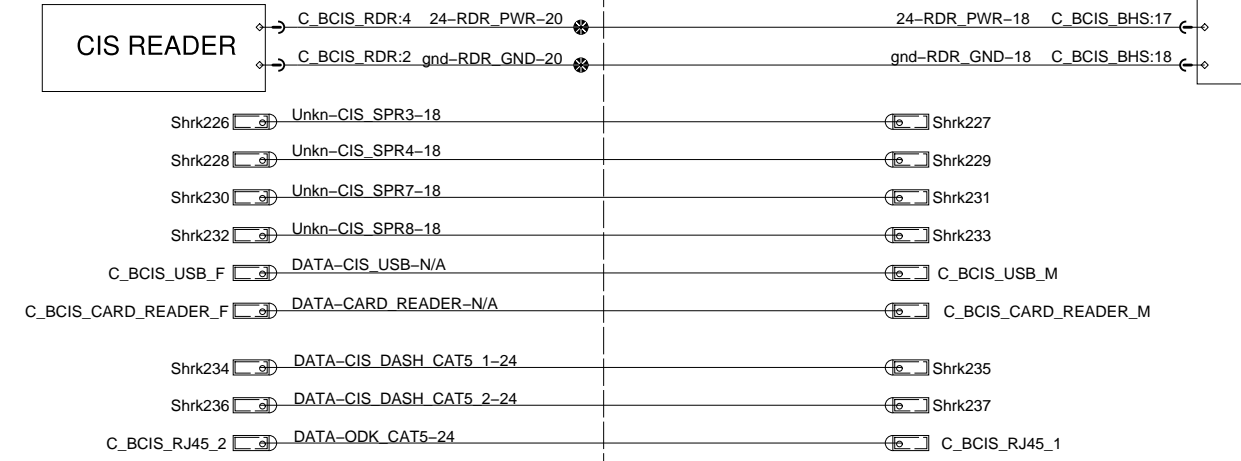 C_BCIS_RDR:4 24–RDR_PWR–20 24–RDR_PWR–18 C_BCIS_BHS:17
CIS READER
C_BCIS_RDR:2 gnd–RDR_GND–20 gnd–RDR_GND–18 C_BCIS_BHS:18
Shrk226 Unkn–CIS_SPR3–18 Shrk227
Shrk228 Unkn–CIS_SPR4–18 Shrk229
Shrk230 Unkn–CIS_SPR7–18 Shrk231
Shrk232 Unkn–CIS_SPR8–18 Shrk233
C_BCIS_USB_F DATA–CIS_USB–N/A C_BCIS_USB_M
C_BCIS_CARD_READER_F DATA–CARD_READER–N/A C_BCIS_CARD_READER_M
Shrk234 DATA–CIS_DASH_CAT5_1–24 Shrk235
Shrk236 DATA–CIS_DASH_CAT5_2–24 Shrk237
C_BCIS_RJ45_2 DATA–ODK_CAT5–24 C_BCIS_RJ45_1